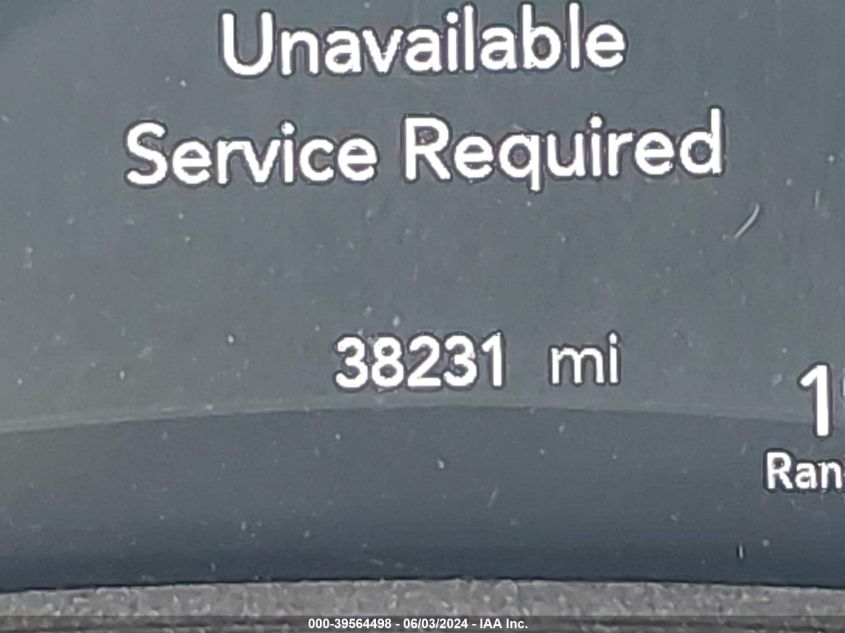 Unavailable
Service Required
38231 mi
000-39564498 - 06/03/2024 - IAA Inc.